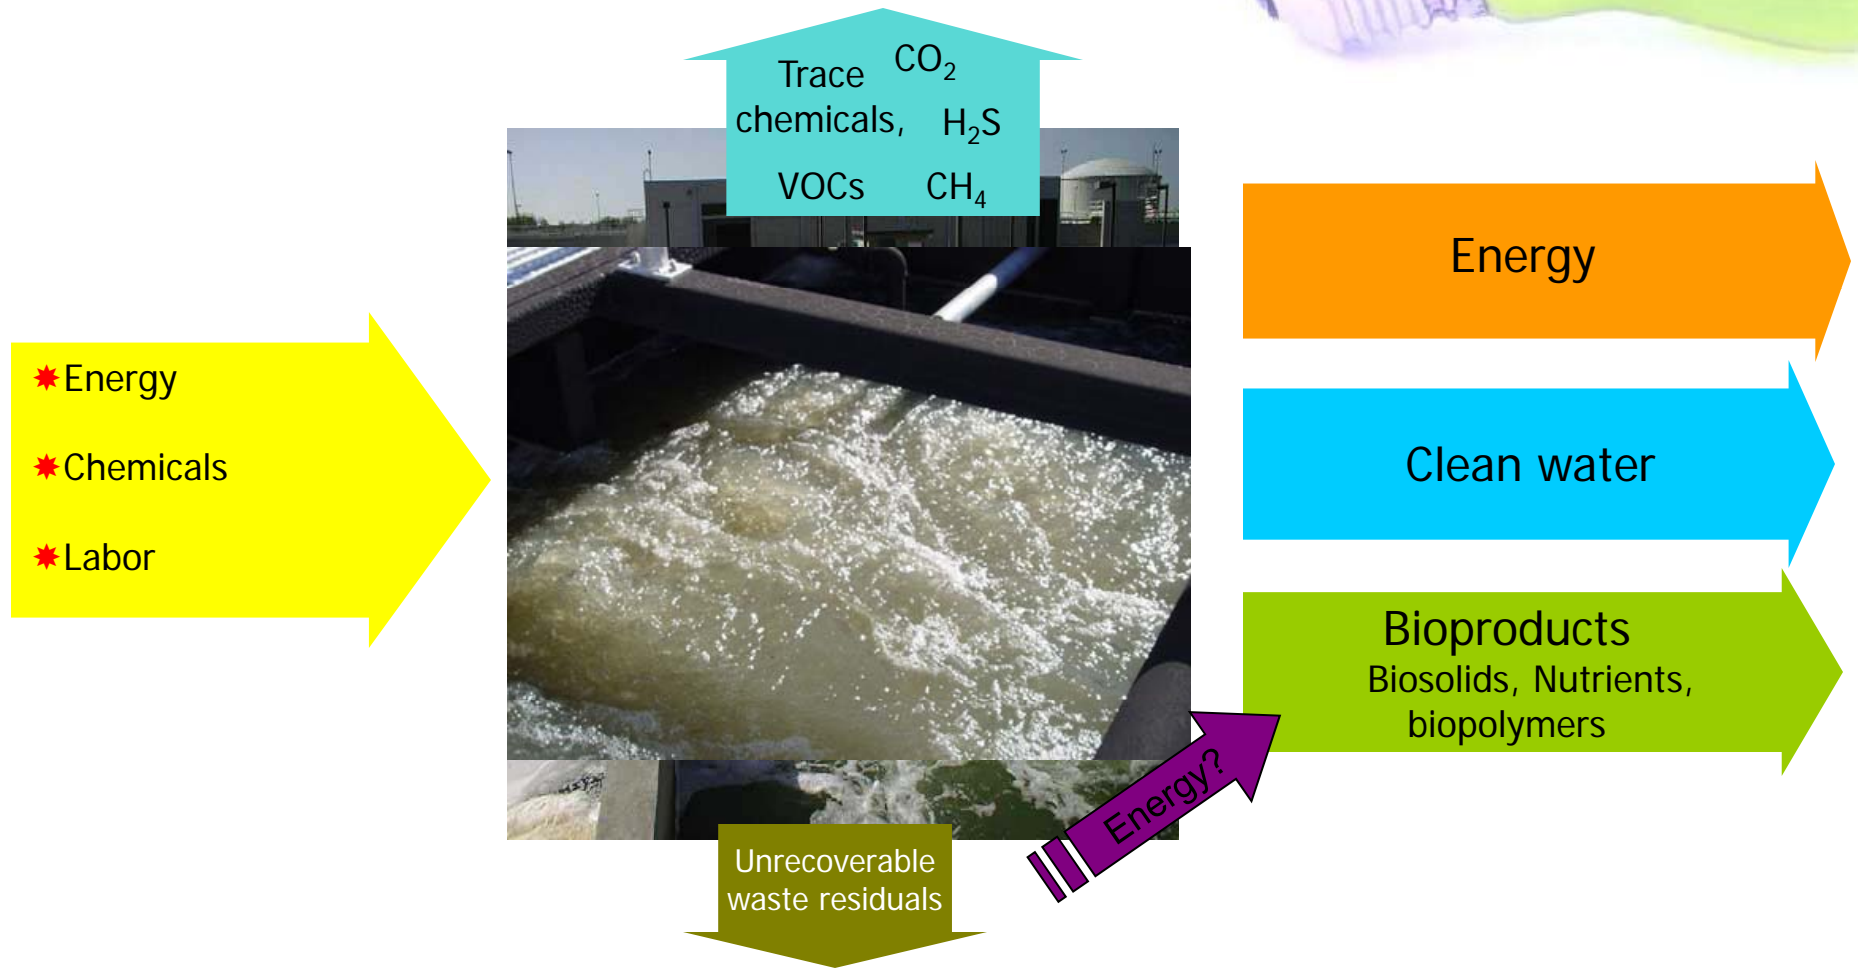 Trace CO₂
chemicals, H₂S
VOCs CH₄
Energy
Chemicals
Labor
Energy
Clean water
Bioproducts
Biosolids, Nutrients,
biopolymers
Energy?
Unrecoverable
waste residuals